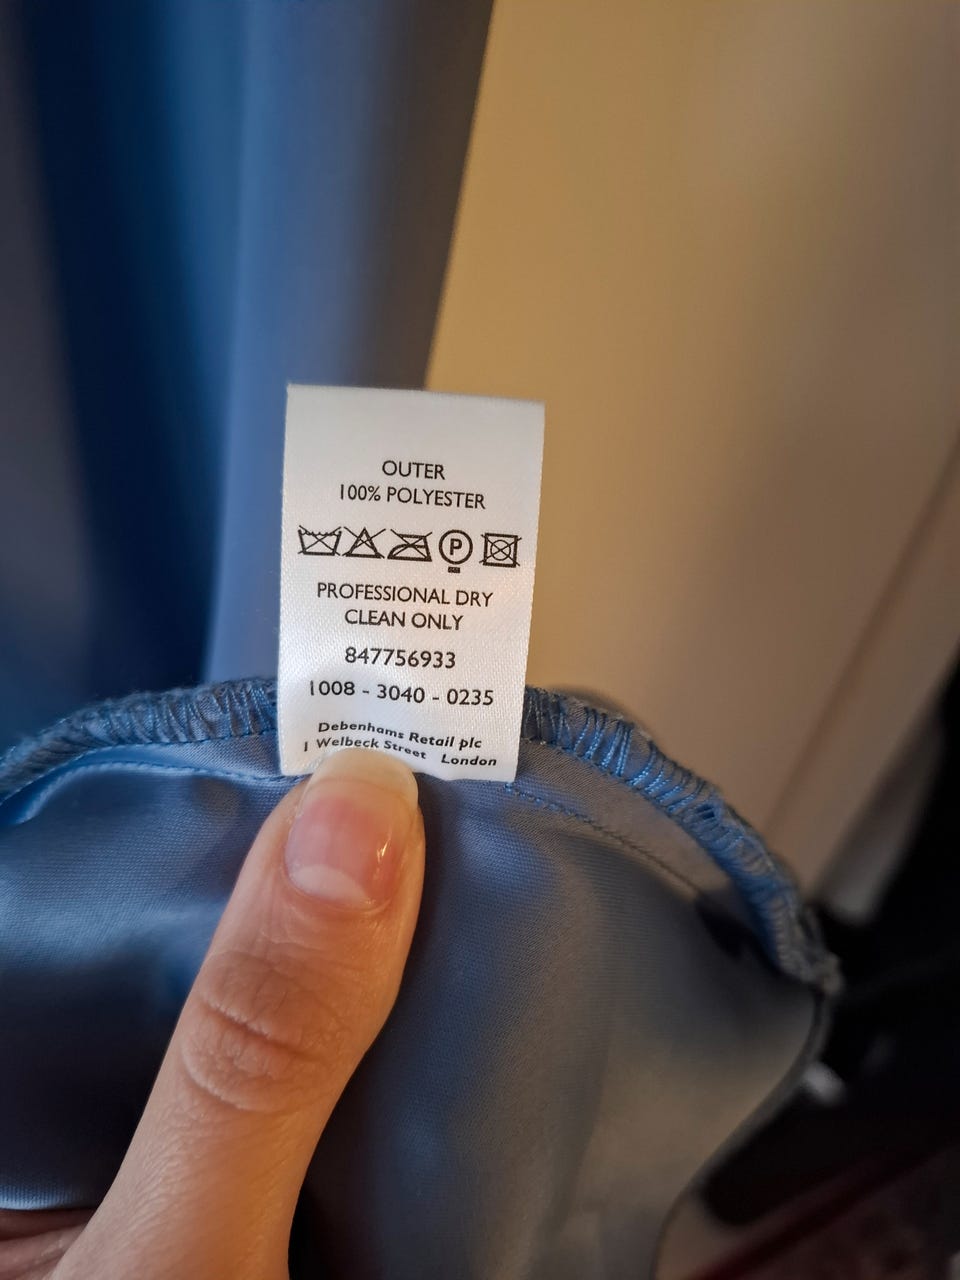 OUTER
100% POLYESTER
P
PROFESSIONAL DRY
CLEAN ONLY
847756933
1008 - 3040 - 0235
Debenhams Retail plc
1 Welbeck Street London